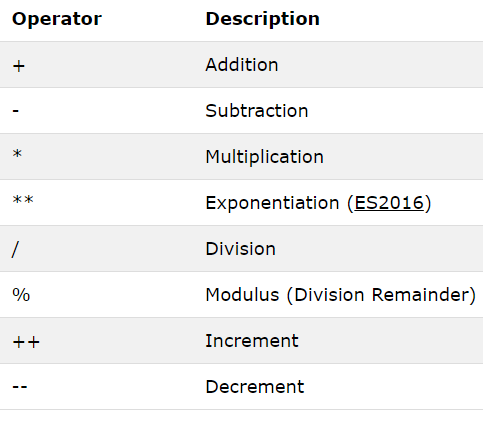 Operator Description
+ Addition
- Subtraction
* Multiplication
** Exponentiation (ES2016)
/ Division
% Modulus (Division Remainder)
++ Increment
-- Decrement